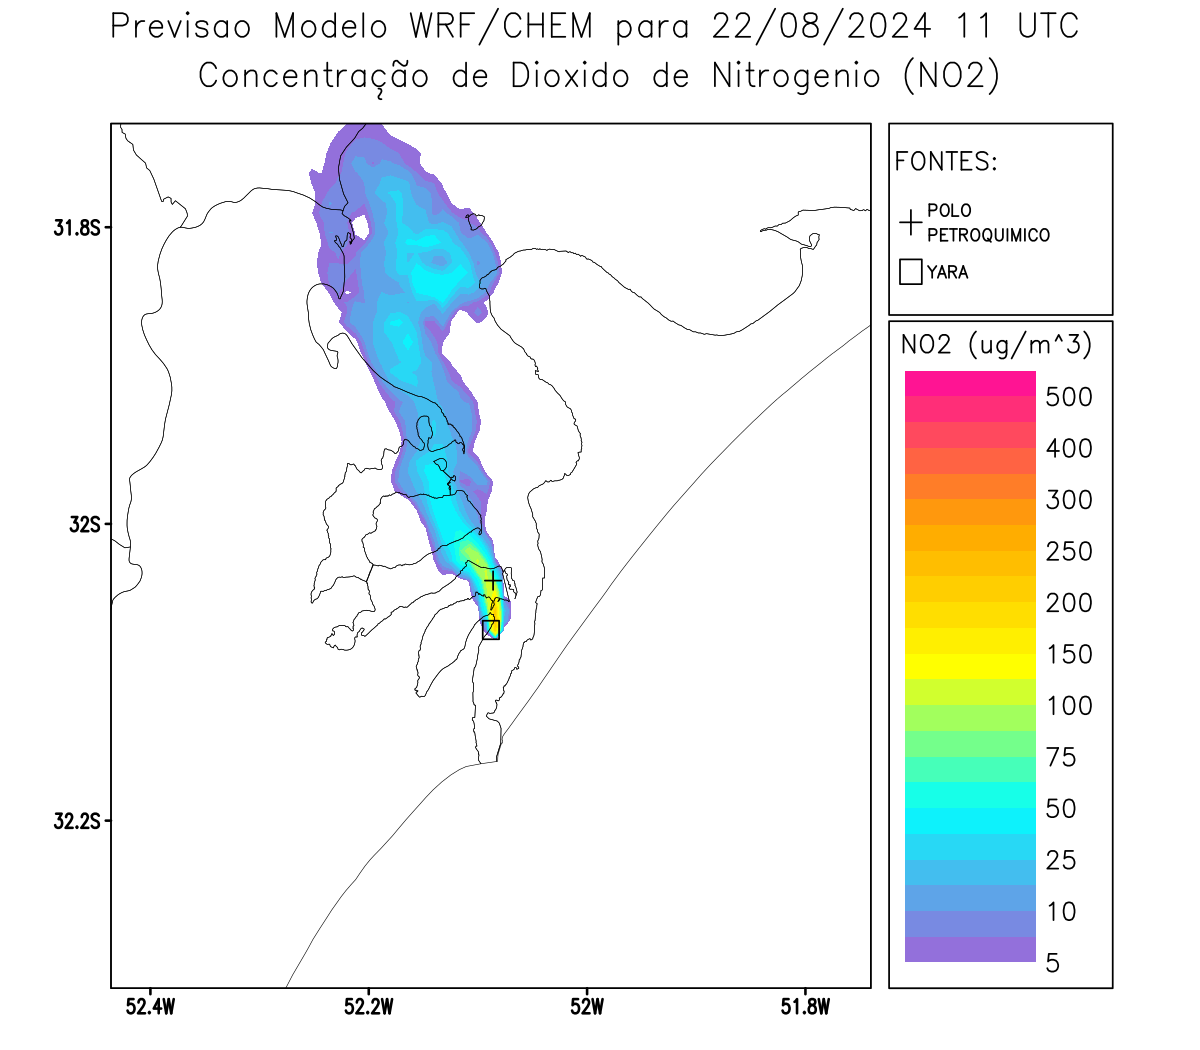 Previsao Modelo WRF/CHEM para 22/08/2024 11 UTC
Concentração de Dioxido de Nitrogenio (NO2)
FONTES:
POLO
PETROQUIMICO
YARA
NO2 (ug/m^3)
500
400
300
250
200
150
100
75
50
25
10
5
31.8S
32S
32.2S
52.4W
52.2W
52W
51.8W